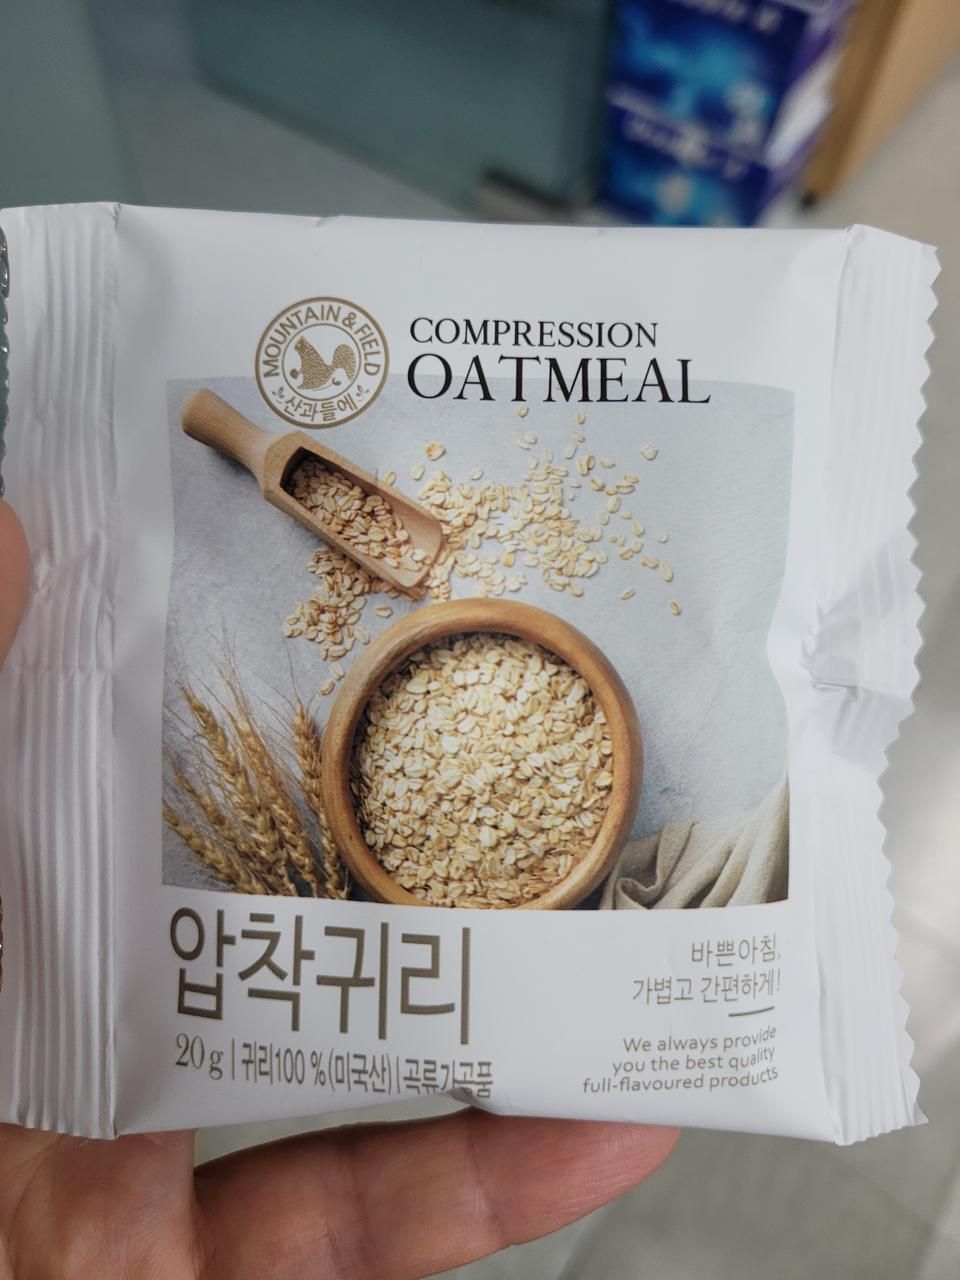 MOUNTAIN & FIELD
산과들에
COMPRESSION
OATMEAL
압착귀리
20 g | 귀리100 % (미국산) | 곡류가공품
바쁜아침,
가볍고 간편하게!
We always provide
you the best quality
full-flavoured products